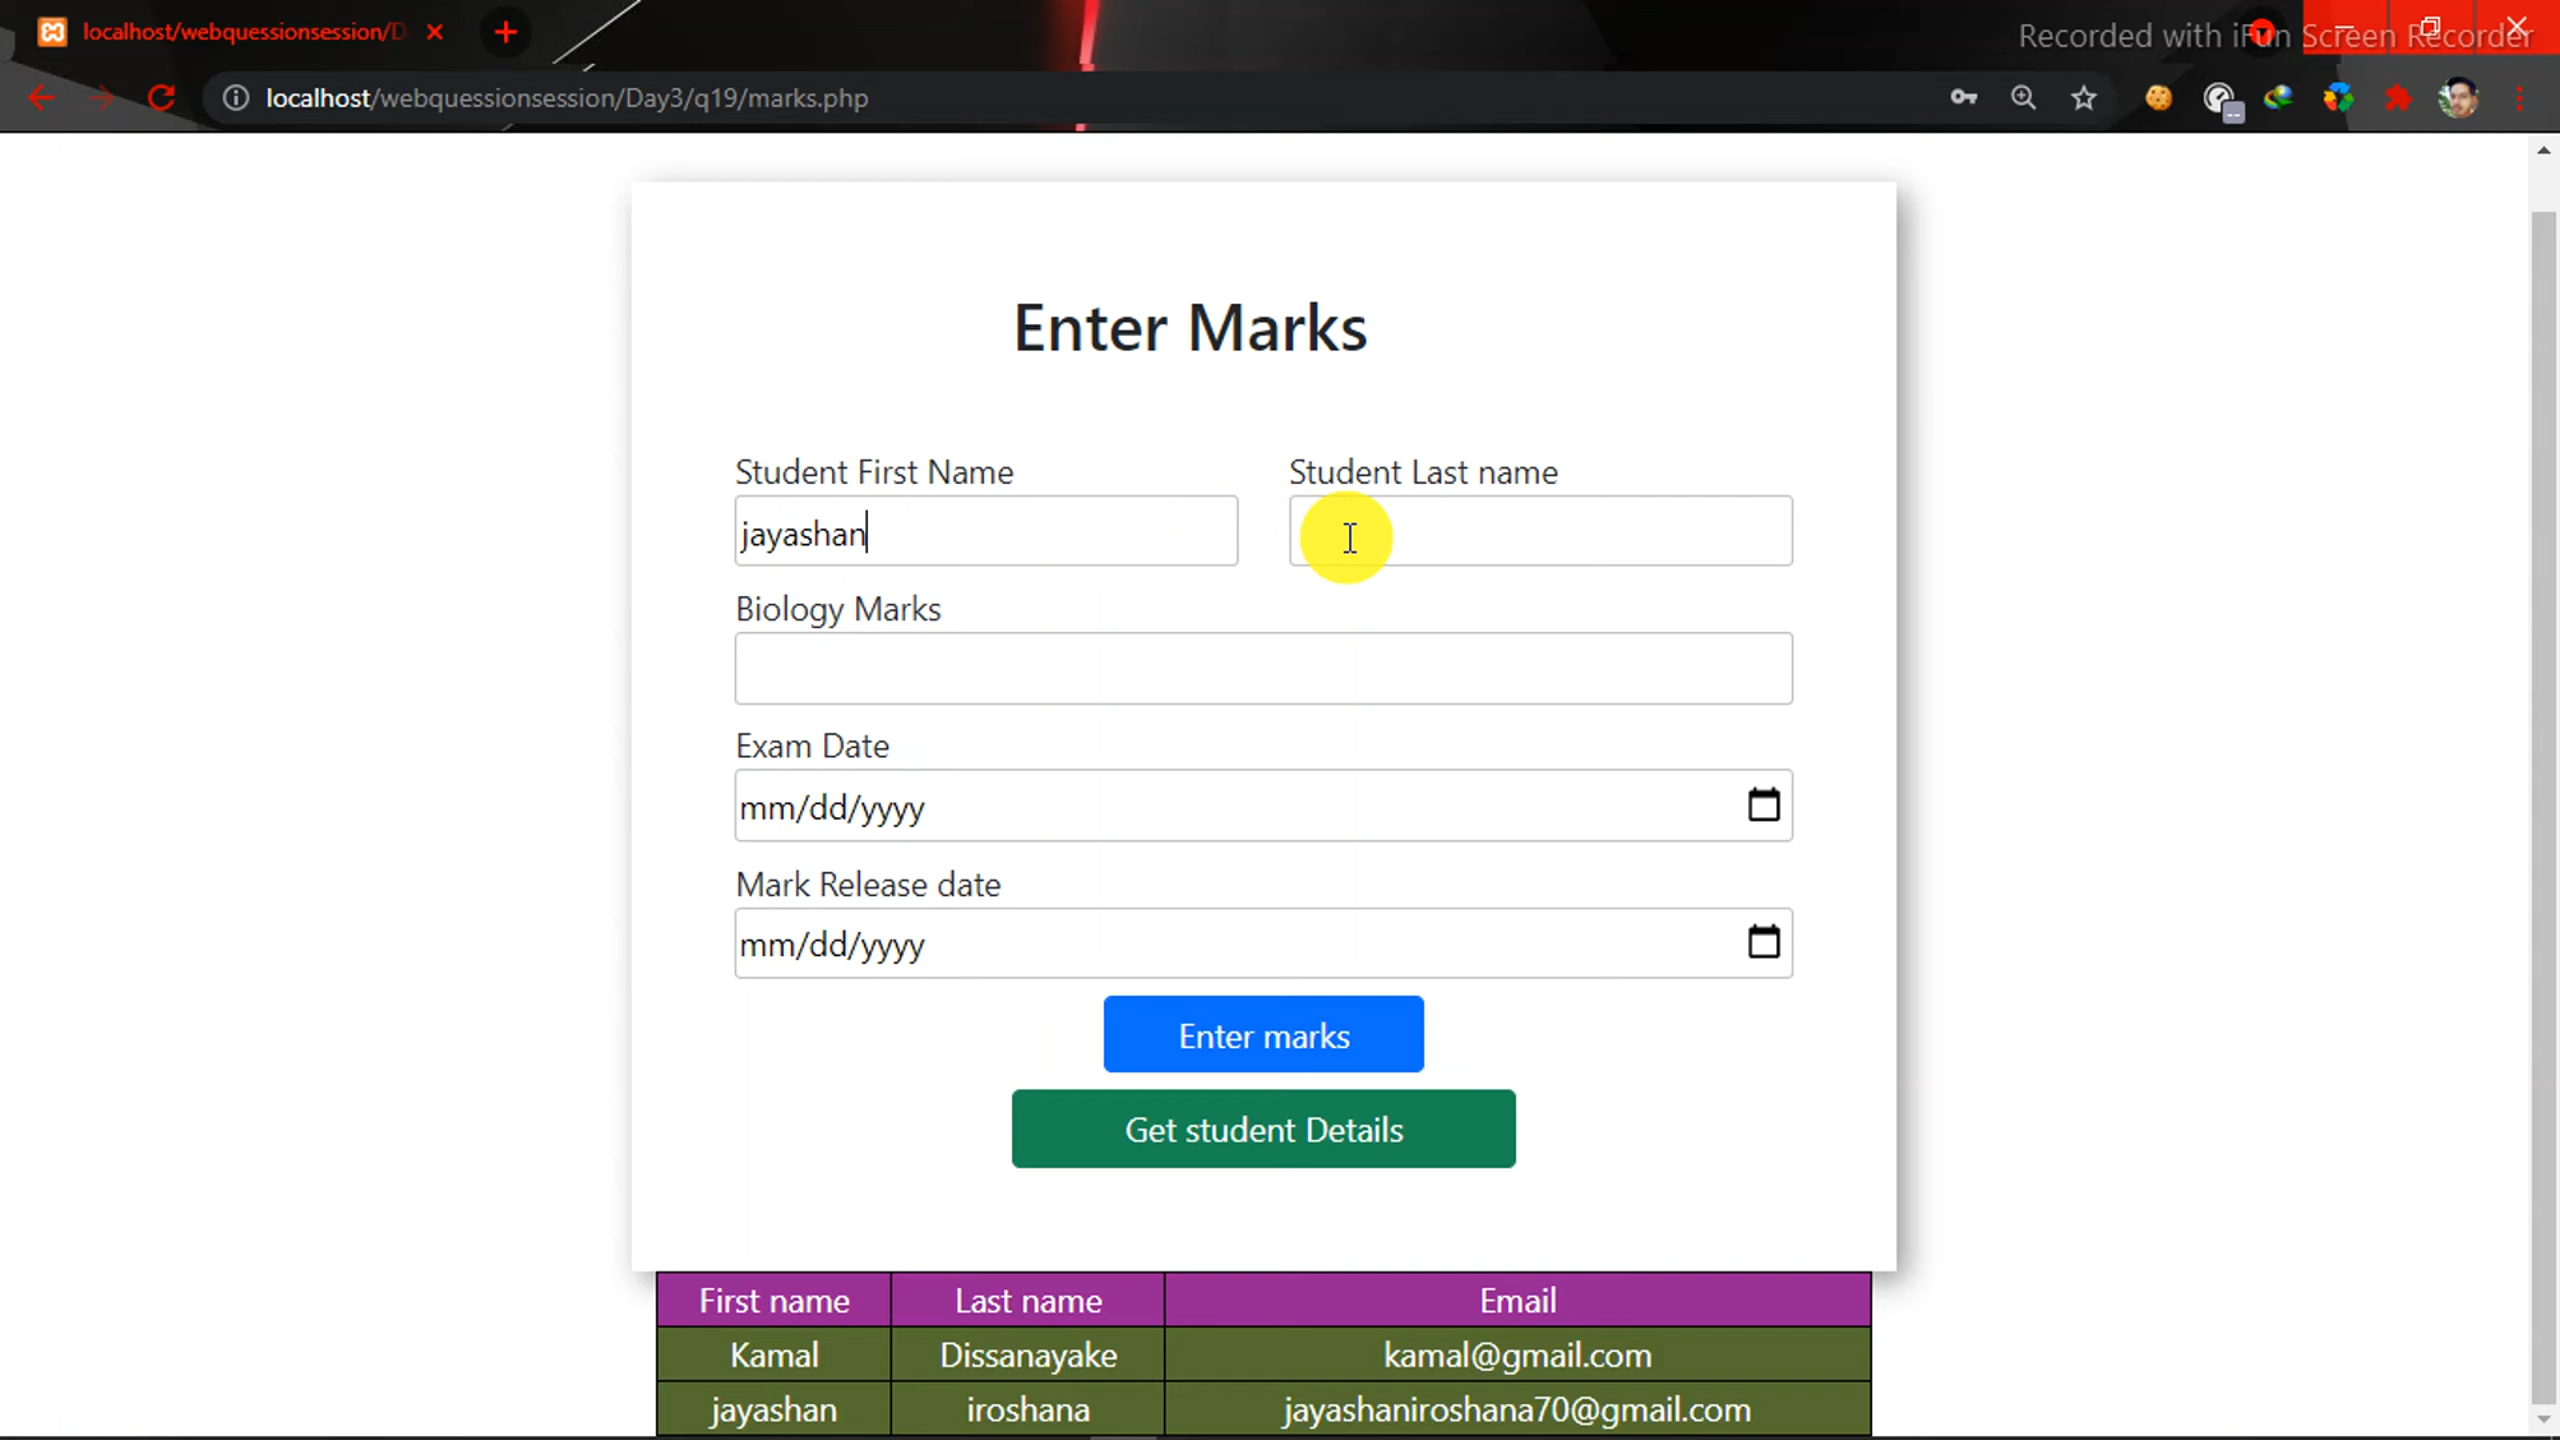 localhost/webquessionsession/D
Recorded with iFun Screen Recorder
localhost/webquessionsession/Day3/q19/marks.php
Enter Marks
Student First Name Student Last name
jayashan
Biology Marks
Exam Date
mm/dd/yyyy
Mark Release date
mm/dd/yyyy
Enter marks
Get student Details
First name Last name Email
Kamal Dissanayake kamal@gmail.com
jayashan iroshana jayashaniroshana70@gmail.com